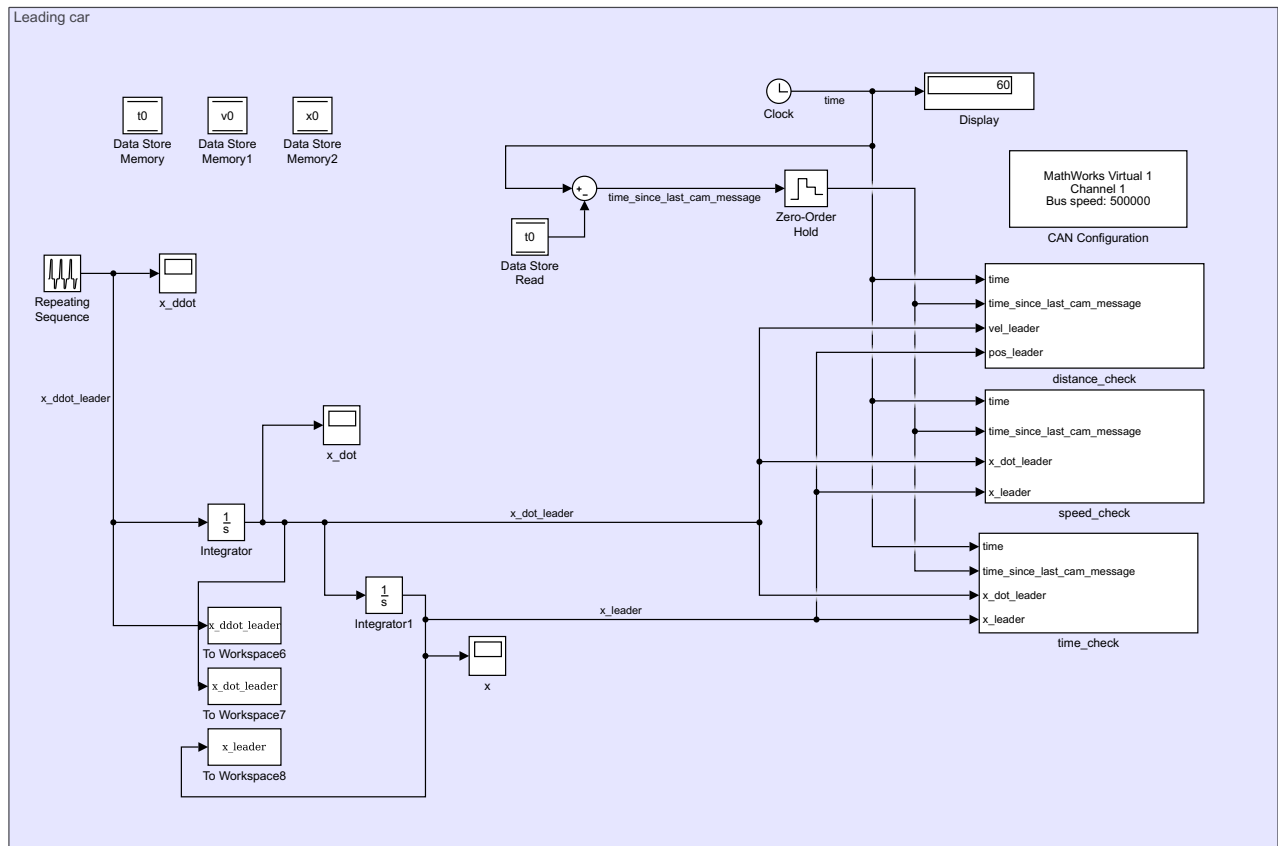 Leading car
t0
Data Store
Memory
v0
Data Store
Memory1
x0
Data Store
Memory2
Clock
time
60
Display
MathWorks Virtual 1
Channel 1
Bus speed: 500000
CAN Configuration
+
−
time_since_last_cam_message
Zero-Order
Hold
t0
Data Store
Read
Repeating
Sequence
x_ddot
time
time_since_last_cam_message
vel_leader
pos_leader
distance_check
x_ddot_leader
x_dot
time
time_since_last_cam_message
x_dot_leader
x_leader
speed_check
1
s
Integrator
x_dot_leader
time
time_since_last_cam_message
x_dot_leader
x_leader
time_check
1
s
Integrator1
x_leader
x_ddot_leader
To Workspace6
x
x_dot_leader
To Workspace7
x_leader
To Workspace8